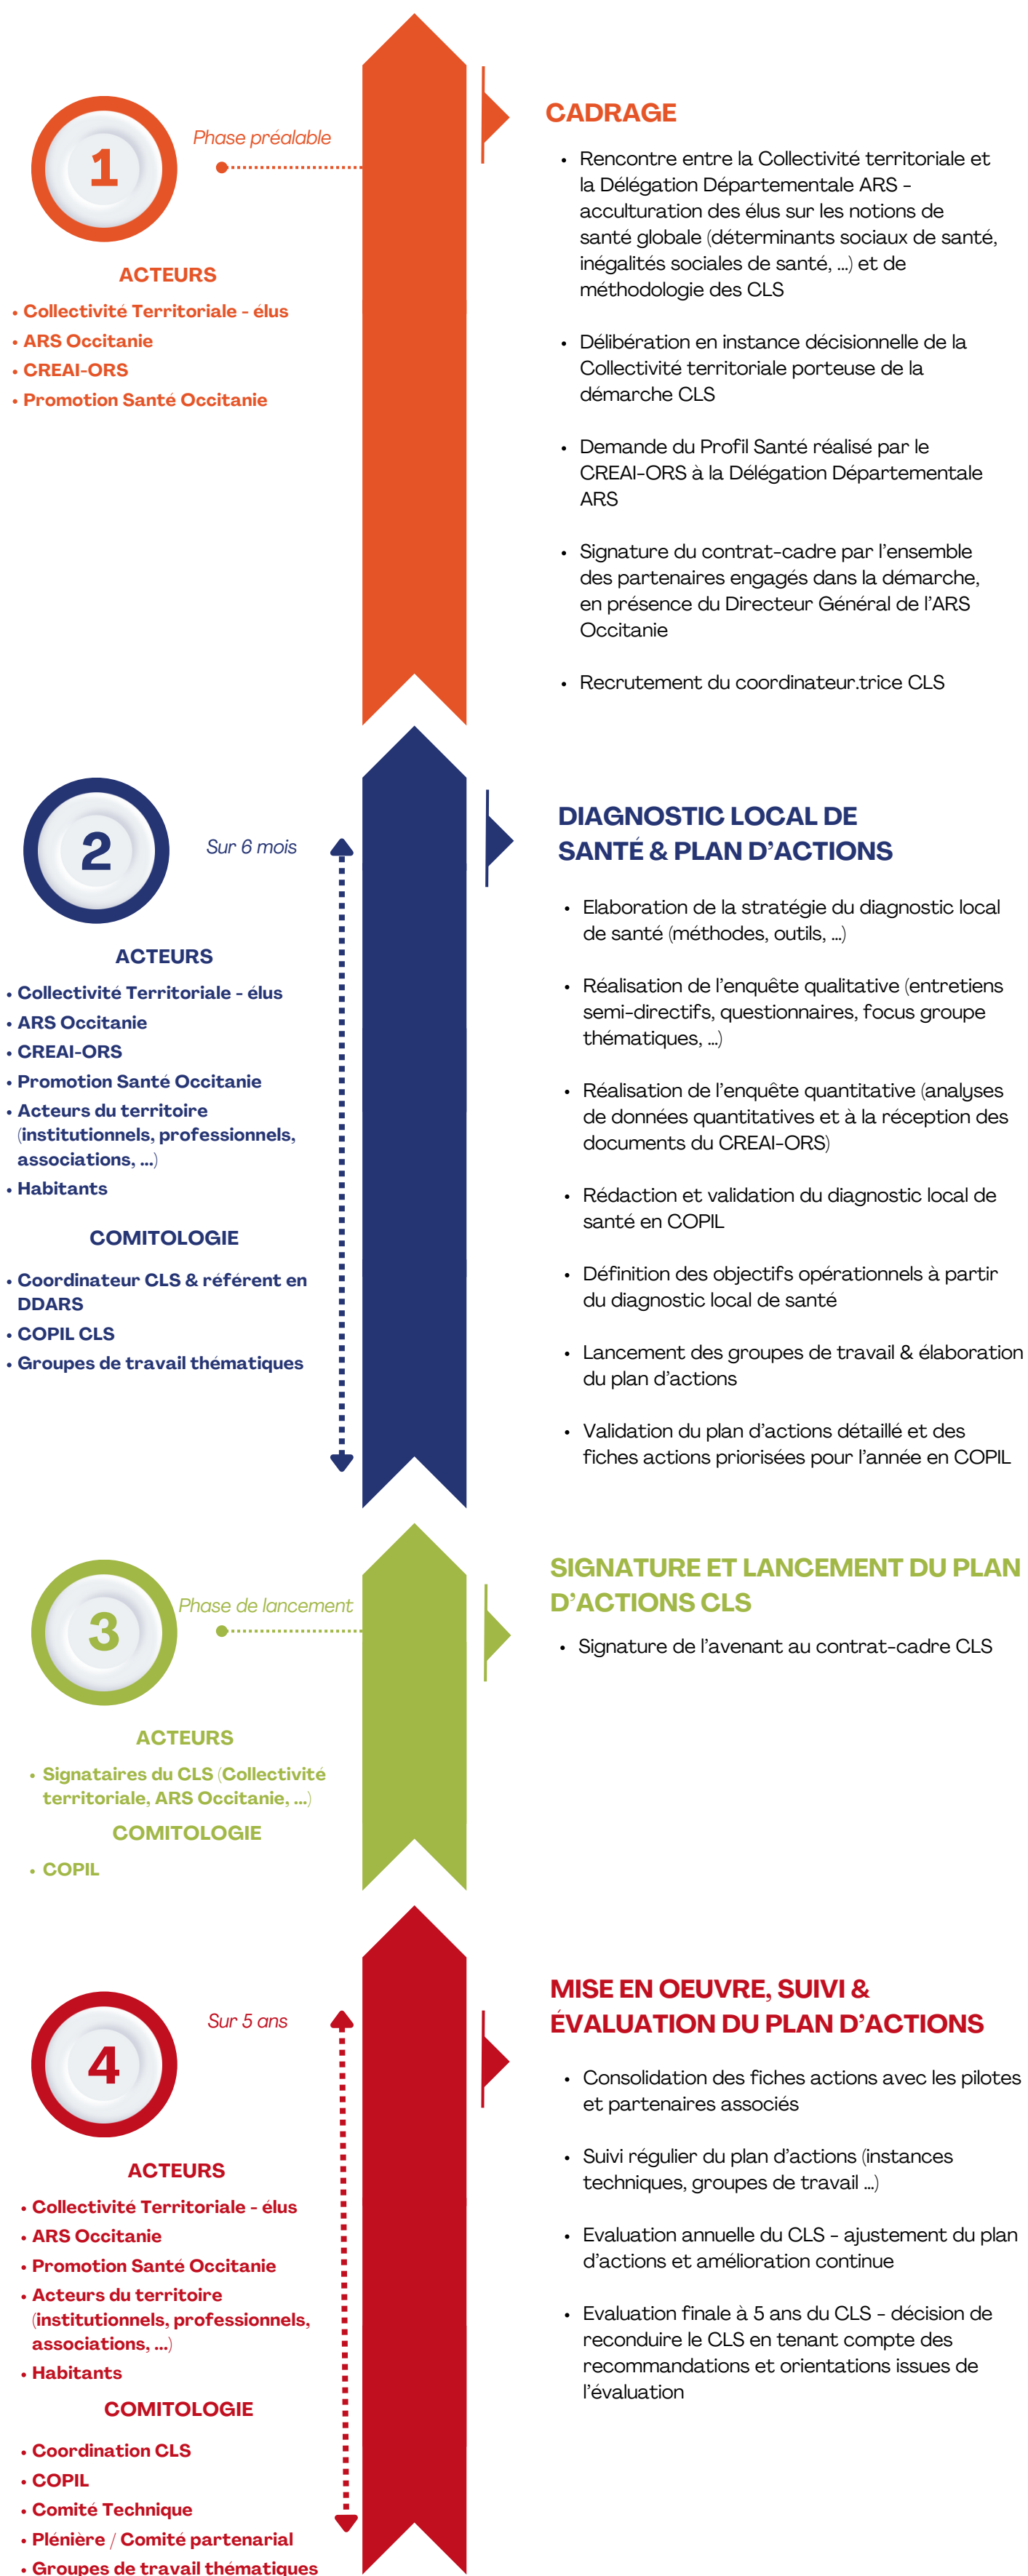 1
Phase préalable
ACTEURS
• Collectivité Territoriale - élus
• ARS Occitanie
• CREAI-ORS
• Promotion Santé Occitanie
CADRAGE
• Rencontre entre la Collectivité territoriale et
la Délégation Départementale ARS -
acculturation des élus sur les notions de
santé globale (déterminants sociaux de santé,
inégalités sociales de santé, ...) et de
méthodologie des CLS
• Délibération en instance décisionnelle de la
Collectivité territoriale porteuse de la
démarche CLS
• Demande du Profil Santé réalisé par le
CREAI-ORS à la Délégation Départementale
ARS
• Signature du contrat-cadre par l'ensemble
des partenaires engagés dans la démarche,
en présence du Directeur Général de l'ARS
Occitanie
• Recrutement du coordinateur.trice CLS
2
Sur 6 mois
ACTEURS
• Collectivité Territoriale - élus
• ARS Occitanie
• CREAI-ORS
• Promotion Santé Occitanie
• Acteurs du territoire
(institutionnels, professionnels,
associations, ...)
• Habitants
COMITOLOGIE
• Coordinateur CLS & référent en
DDARS
• COPIL CLS
• Groupes de travail thématiques
DIAGNOSTIC LOCAL DE
SANTÉ & PLAN D'ACTIONS
• Elaboration de la stratégie du diagnostic local
de santé (méthodes, outils, ...)
• Réalisation de l'enquête qualitative (entretiens
semi-directifs, questionnaires, focus groupe
thématiques, ...)
• Réalisation de l'enquête quantitative (analyses
de données quantitatives et à la réception des
documents du CREAI-ORS)
• Rédaction et validation du diagnostic local de
santé en COPIL
• Définition des objectifs opérationnels à partir
du diagnostic local de santé
• Lancement des groupes de travail & élaboration
du plan d'actions
• Validation du plan d'actions détaillé et des
fiches actions priorisées pour l'année en COPIL
3
Phase de lancement
ACTEURS
• Signataires du CLS (Collectivité
territoriale, ARS Occitanie, ...)
COMITOLOGIE
• COPIL
SIGNATURE ET LANCEMENT DU PLAN
D'ACTIONS CLS
• Signature de l'avenant au contrat-cadre CLS
4
Sur 5 ans
ACTEURS
• Collectivité Territoriale - élus
• ARS Occitanie
• Promotion Santé Occitanie
• Acteurs du territoire
(institutionnels, professionnels,
associations, ...)
• Habitants
COMITOLOGIE
• Coordination CLS
• COPIL
• Comité Technique
• Plénière / Comité partenarial
• Groupes de travail thématiques
MISE EN OEUVRE, SUIVI &
ÉVALUATION DU PLAN D'ACTIONS
• Consolidation des fiches actions avec les pilotes
et partenaires associés
• Suivi régulier du plan d'actions (instances
techniques, groupes de travail ...)
• Evaluation annuelle du CLS - ajustement du plan
d'actions et amélioration continue
• Evaluation finale à 5 ans du CLS - décision de
reconduire le CLS en tenant compte des
recommandations et orientations issues de
l'évaluation